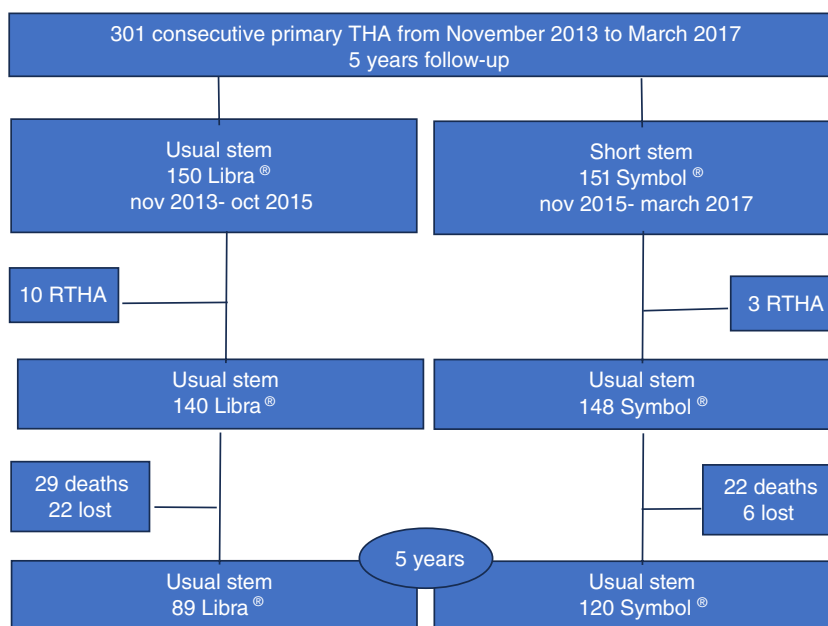 301 consecutive primary THA from November 2013 to March 2017
5 years follow-up
Usual stem
150 Libra ®
nov 2013- oct 2015
Short stem
151 Symbol ®
nov 2015- march 2017
10 RTHA
3 RTHA
Usual stem
140 Libra ®
Usual stem
148 Symbol ®
29 deaths
22 lost
22 deaths
6 lost
5 years
Usual stem
89 Libra ®
Usual stem
120 Symbol ®